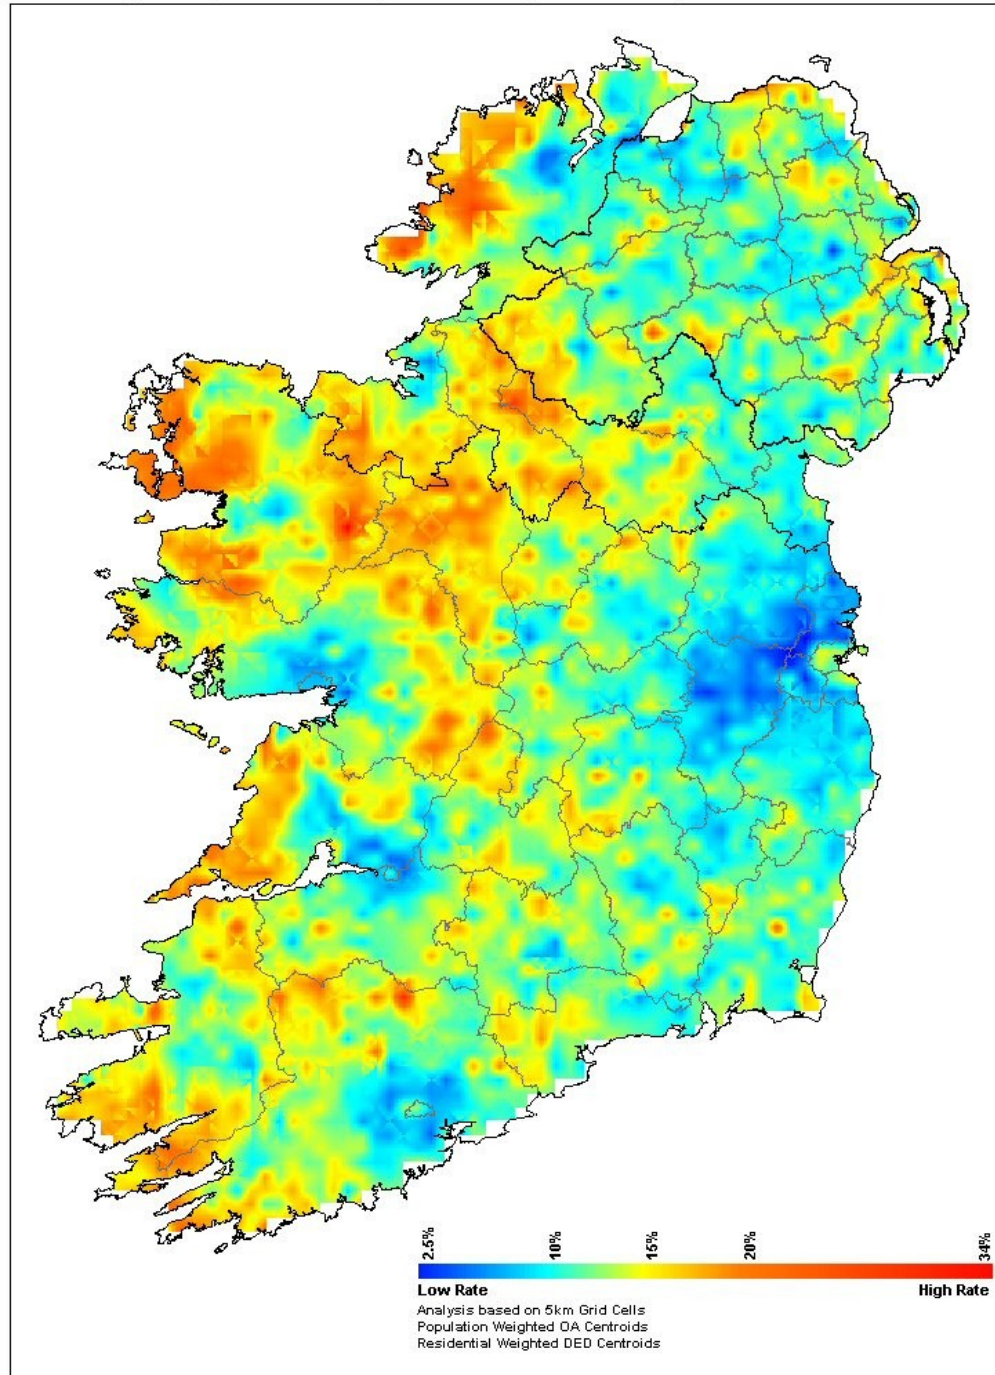 2.5% 10% 15% 20% 34%
Low Rate High Rate
Analysis based on 5km Grid Cells
Population Weighted OA Centroids
Residential Weighted DED Centroids